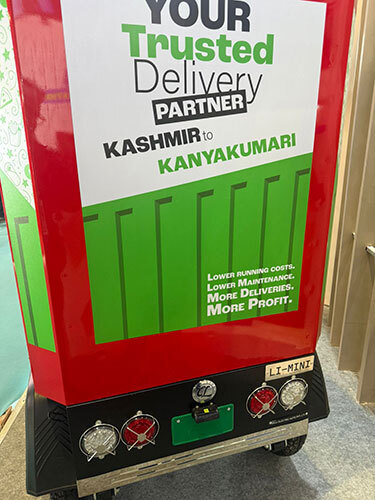 YOUR
Trusted
Delivery
PARTNER
KASHMIR to
KANYAKUMARI
LOWER RUNNING COSTS.
LOWER MAINTENANCE.
MORE DELIVERIES.
MORE PROFIT.
LI-MINI